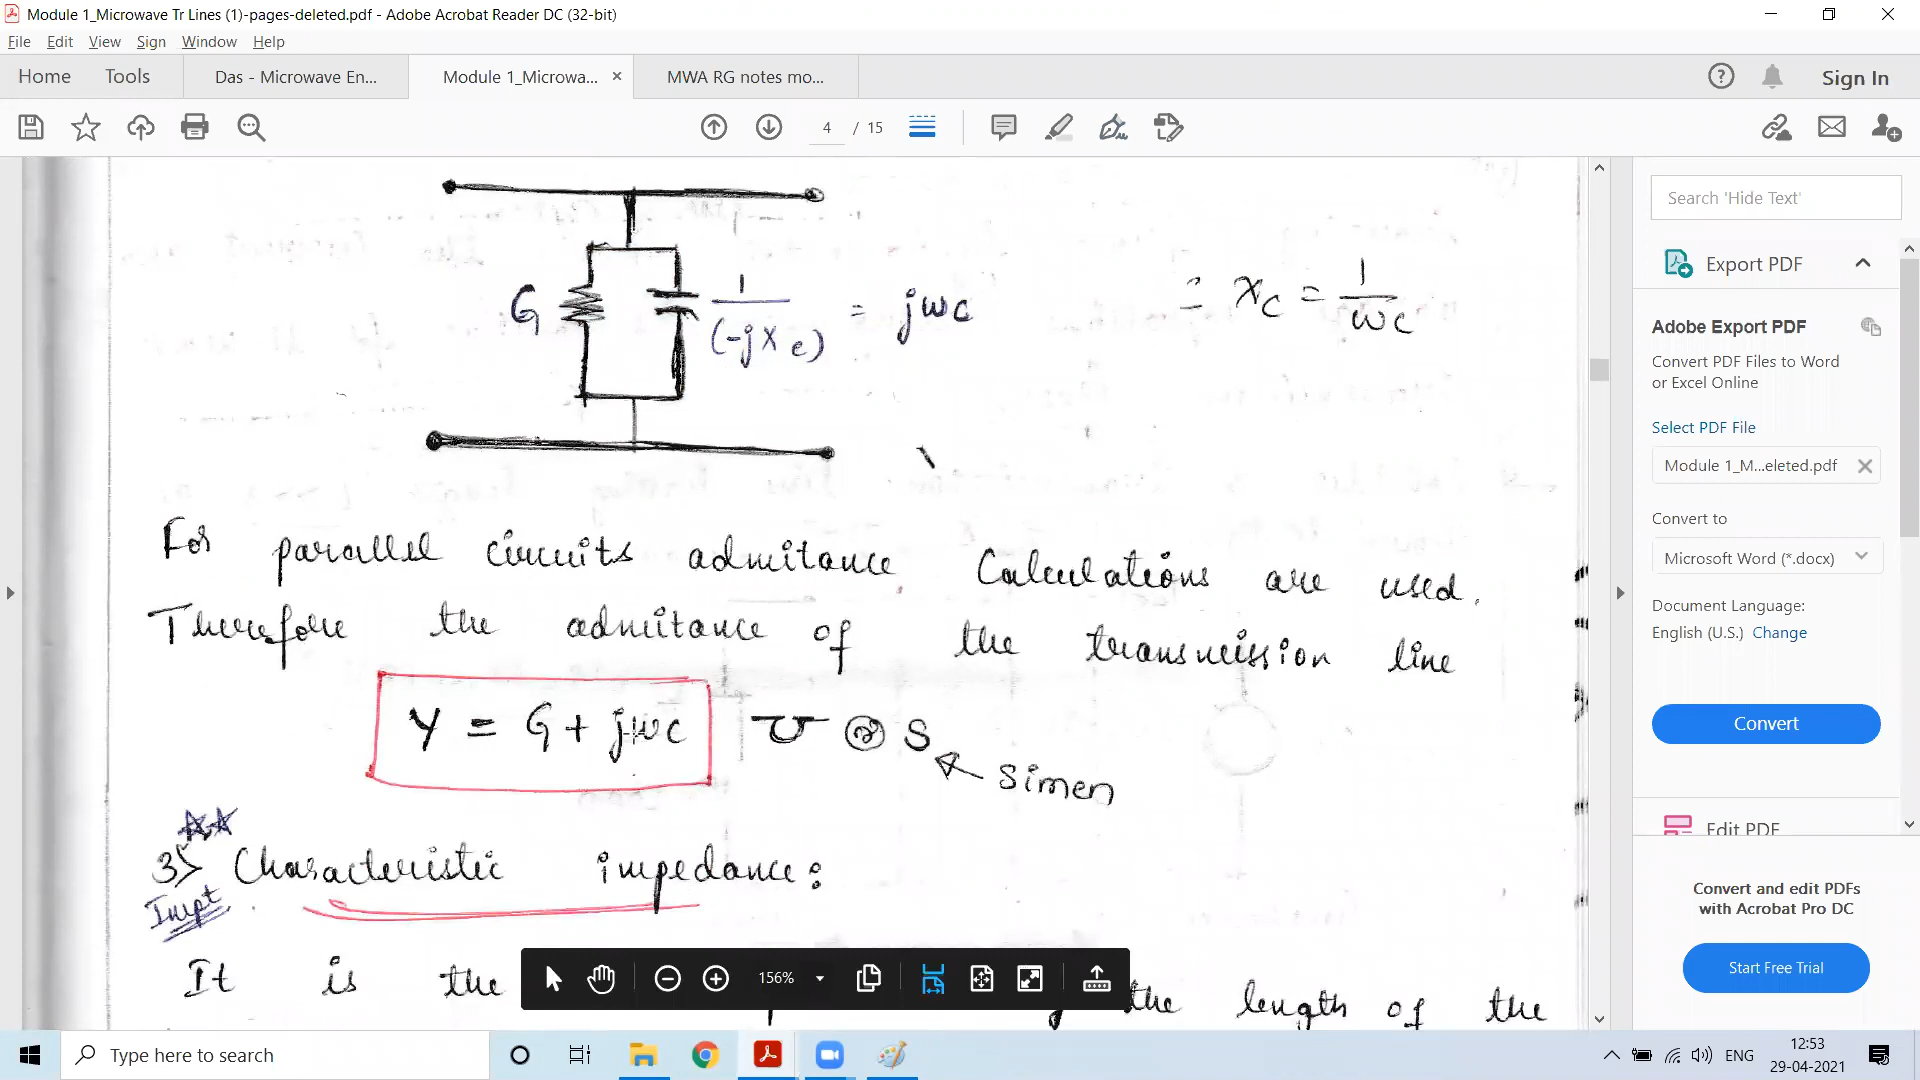 Module 1_Microwave Tr Lines (1)-pages-deleted.pdf - Adobe Acrobat Reader DC (32-bit)
File Edit View Sign Window Help
Home Tools Das - Microwave En... Module 1_Microwa... × MWA RG notes mo... Sign In
4 / 15
Search 'Hide Text'
Export PDF
Adobe Export PDF
Convert PDF Files to Word
or Excel Online
Select PDF File
Module 1_M...eleted.pdf
Convert to
Microsoft Word (*.docx)
Document Language:
English (U.S.) Change
Convert
Edit PDF
Convert and edit PDFs
with Acrobat Pro DC
Start Free Trial
G 1/(-jXc) = jωc ∵ Xc = 1/ωc
For parallel circuits admitance Calculations are used.
Therefore the admitance of the transmission line
Y = G + jωc ℧ or S
Simen
3> Characteristic impedance:
Impt
It is the
the length of the
156%
Type here to search
ENG
12:53
29-04-2021